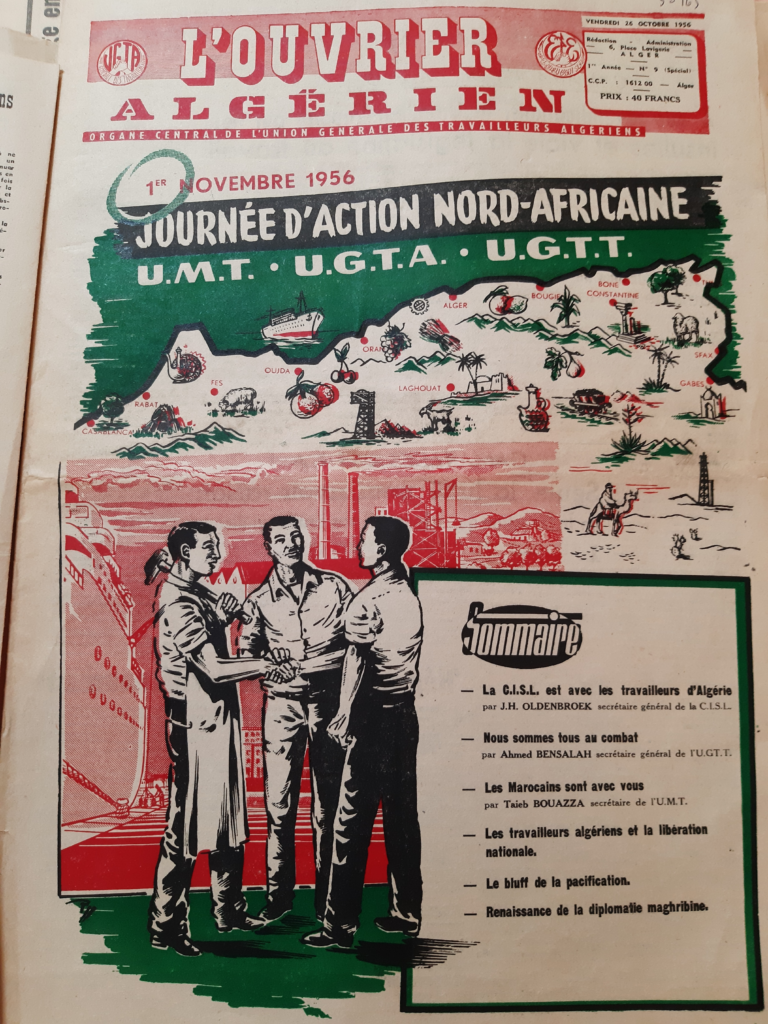 VENDREDI 26 OCTOBRE 1956
Rédaction - Administration
6, Place Lavigerie
ALGER
1re Année - N° 9 (Spécial)
C.C.P. : 1612 00 - Alger
PRIX : 40 FRANCS
UGTA
L'OUVRIER
ALGÉRIEN
ORGANE CENTRAL DE L'UNION GENERALE DES TRAVAILLEURS ALGERIENS
1ER NOVEMBRE 1956
JOURNÉE D'ACTION NORD-AFRICAINE
U.M.T. • U.G.T.A. • U.G.T.T.
BONE
BOUGIE
CONSTANTINE
ALGER
ORAN
SFAX
OUJDA
FES
LAGHOUAT
GABES
RABAT
CASABLANCA
Sommaire
— La C.I.S.L. est avec les travailleurs d'Algérie
par J.H. OLDENBROEK secrétaire général de la C.I.S.L.
— Nous sommes tous au combat
par Ahmed BENSALAH secrétaire général de l'U.G.T.T.
— Les Marocains sont avec vous
par Taieb BOUAZZA secrétaire de l'U.M.T.
— Les travailleurs algériens et la libération
nationale.
— Le bluff de la pacification.
— Renaissance de la diplomatie maghribine.